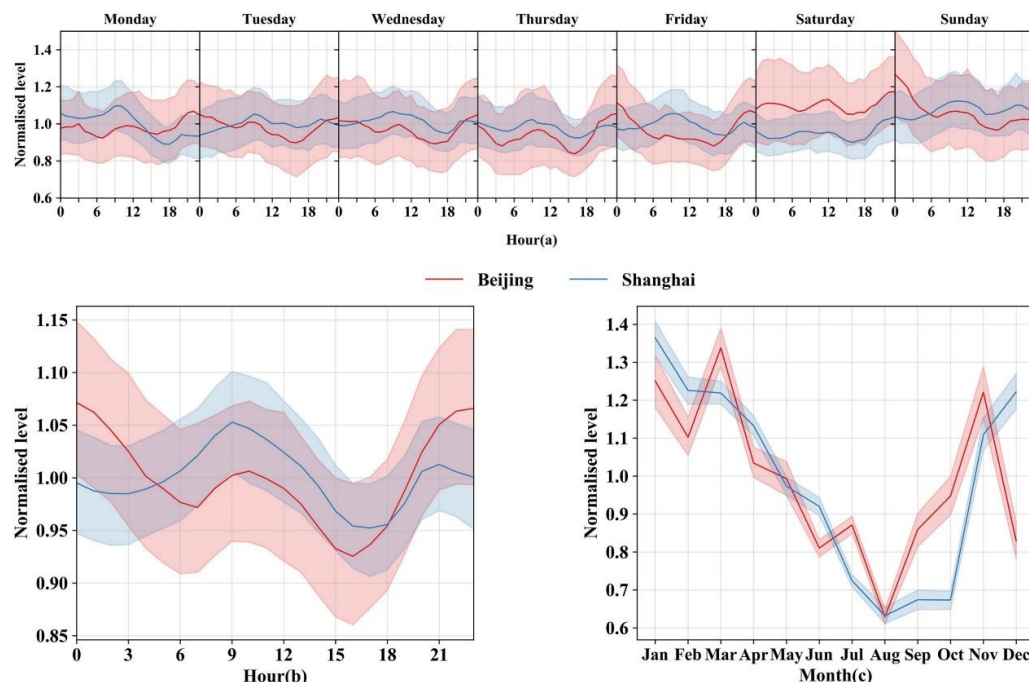 Monday Tuesday Wednesday Thursday Friday Saturday Sunday
1.4
1.2
1.0
0.8
0.6
Normalised level
0 6 12 18 0 6 12 18 0 6 12 18 0 6 12 18 0 6 12 18 0 6 12 18 0 6 12 18
Hour(a)
Beijing Shanghai
1.15
1.10
1.05
1.00
0.95
0.90
0.85
Normalised level
0 3 6 9 12 15 18 21
Hour(b)
1.4
1.3
1.2
1.1
1.0
0.9
0.8
0.7
0.6
Normalised level
Jan Feb Mar Apr May Jun Jul Aug Sep Oct Nov Dec
Month(c)